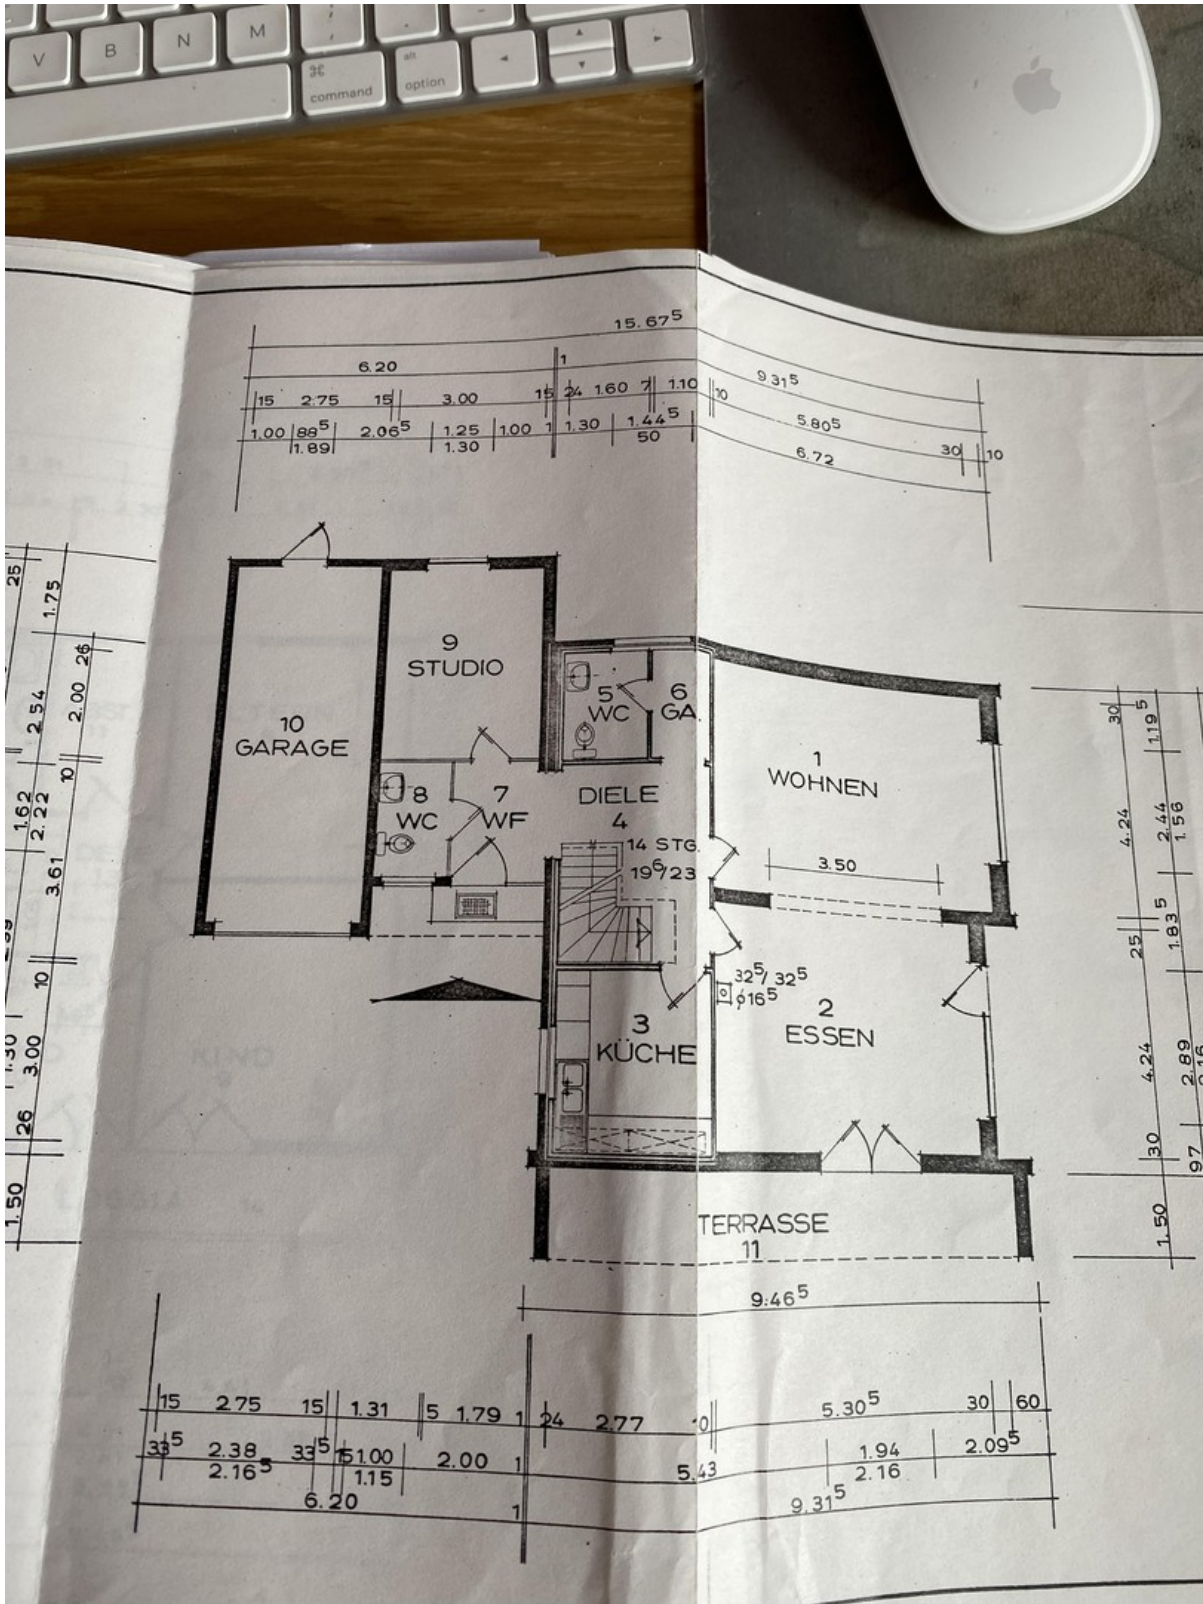 V B N M
⌘ command
alt option
15.67⁵
6.20 1 9.31⁵
15 2.75 15 3.00 15 24 1.60 7 1.10 10 5.80⁵ 30 10
1.00 88⁵ 2.06⁵ 1.25 1.00 1 1.30 1.44⁵ 6.72
1.89 1.30 50
25
1.75
2.54
2.00
26
10
1.62
2.22
3.61
10
1.30
3.00
26
1.50
9
STUDIO
10
GARAGE
5
WC
6
GA.
1
WOHNEN
8
WC
7
WF
DIELE
4
14 STG.
19⁶/23
3.50
32⁵/32⁵
ϕ16⁵
3
KÜCHE
2
ESSEN
TERRASSE
11
30
1.19⁵
4.24
2.44
1.56
25
1.83⁵
4.24
2.89
2.16
30
97
1.50
9.46⁵
15 2.75 15 1.31 5 1.79 1 24 2.77 10 5.30⁵ 30 60
33⁵ 2.38 33⁵ 15 1.00 2.00 1 5.43 1.94 2.09⁵
2.16⁵ 1.15 2.16
6.20 1 9.31⁵